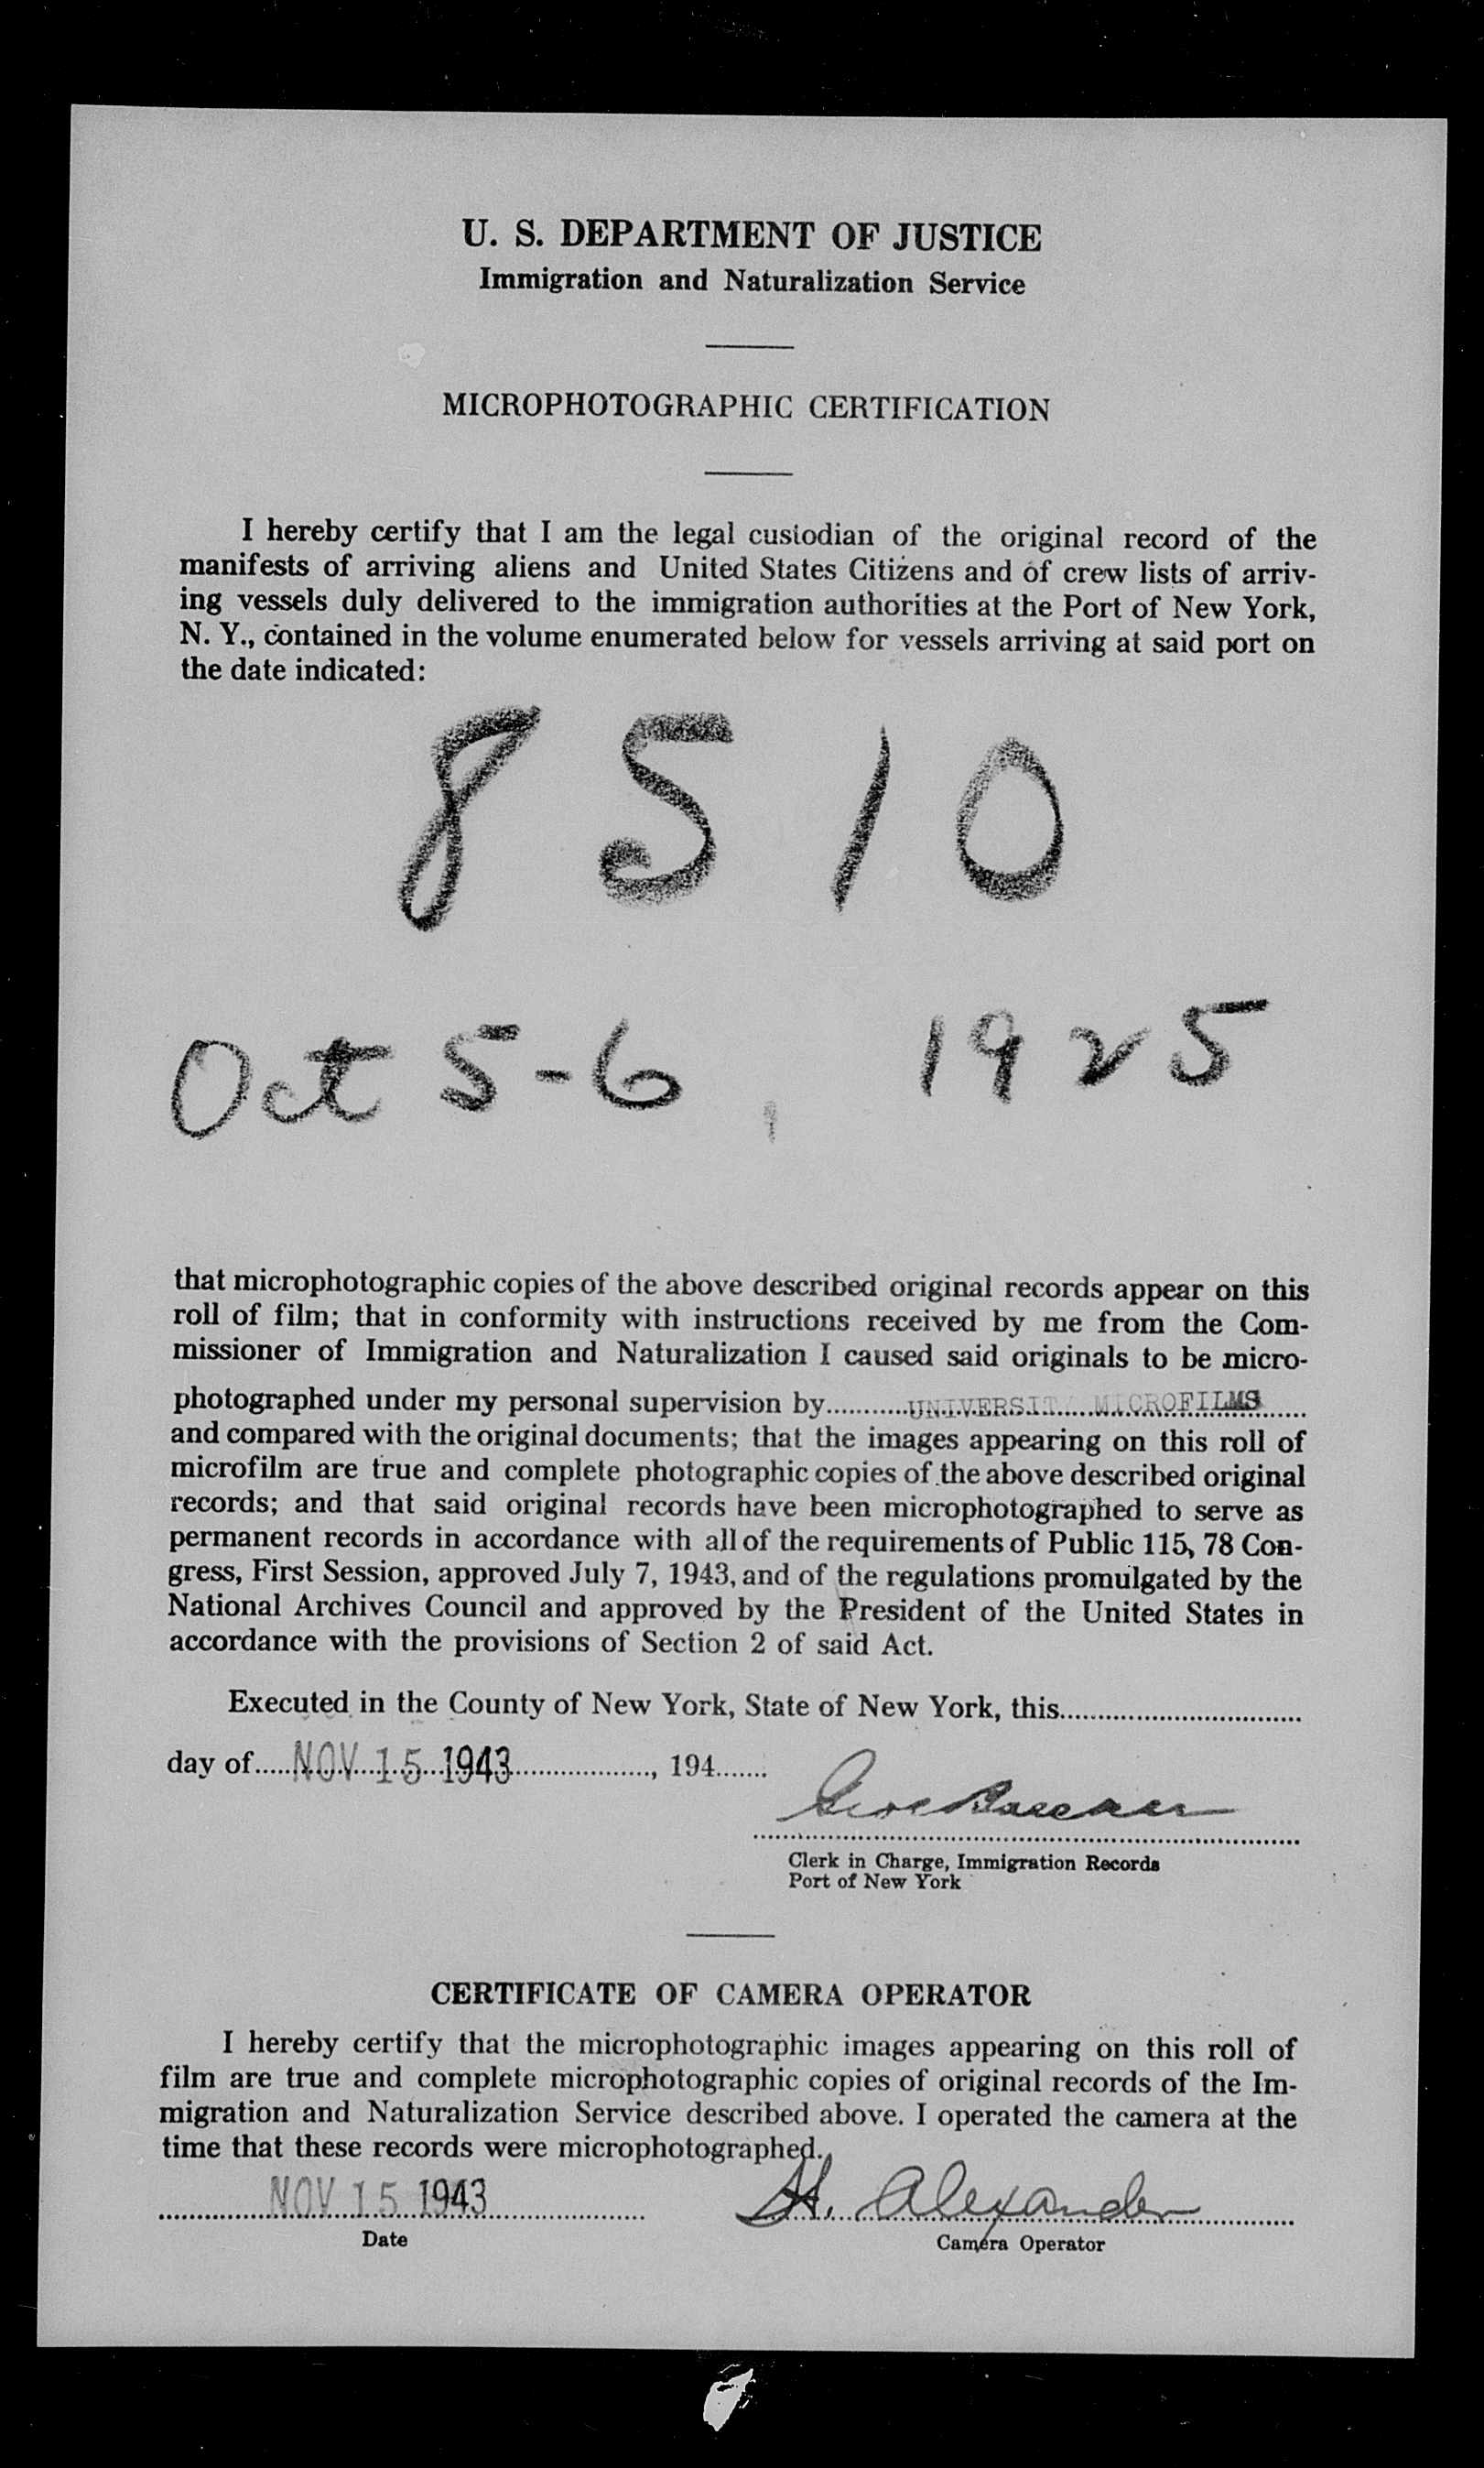 U. S. DEPARTMENT OF JUSTICE
Immigration and Naturalization Service
MICROPHOTOGRAPHIC CERTIFICATION
I hereby certify that I am the legal custodian of the original record of the
manifests of arriving aliens and United States Citizens and of crew lists of arriv-
ing vessels duly delivered to the immigration authorities at the Port of New York,
N. Y., contained in the volume enumerated below for vessels arriving at said port on
the date indicated:
8510
Oct 5-6, 1925
that microphotographic copies of the above described original records appear on this
roll of film; that in conformity with instructions received by me from the Com-
missioner of Immigration and Naturalization I caused said originals to be micro-
photographed under my personal supervision by UNIVERSITY MICROFILMS
and compared with the original documents; that the images appearing on this roll of
microfilm are true and complete photographic copies of the above described original
records; and that said original records have been microphotographed to serve as
permanent records in accordance with all of the requirements of Public 115, 78 Con-
gress, First Session, approved July 7, 1943, and of the regulations promulgated by the
National Archives Council and approved by the President of the United States in
accordance with the provisions of Section 2 of said Act.
Executed in the County of New York, State of New York, this
day of NOV 15 1943, 194
Clerk in Charge, Immigration Records
Port of New York
CERTIFICATE OF CAMERA OPERATOR
I hereby certify that the microphotographic images appearing on this roll of
film are true and complete microphotographic copies of original records of the Im-
migration and Naturalization Service described above. I operated the camera at the
time that these records were microphotographed.
NOV 15 1943 H. Alexander
Date Camera Operator